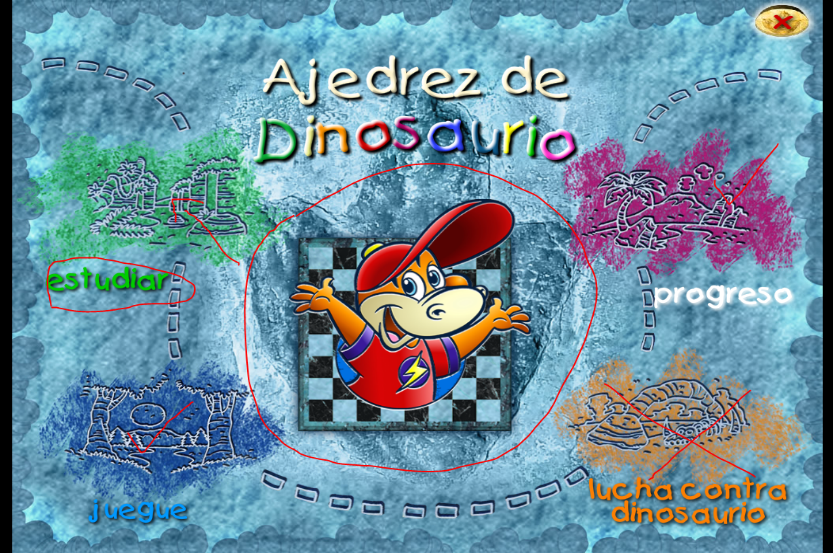 Ajedrez de
Dinosaurio
estudiar
progreso
juegue
lucha contra
dinosaurio